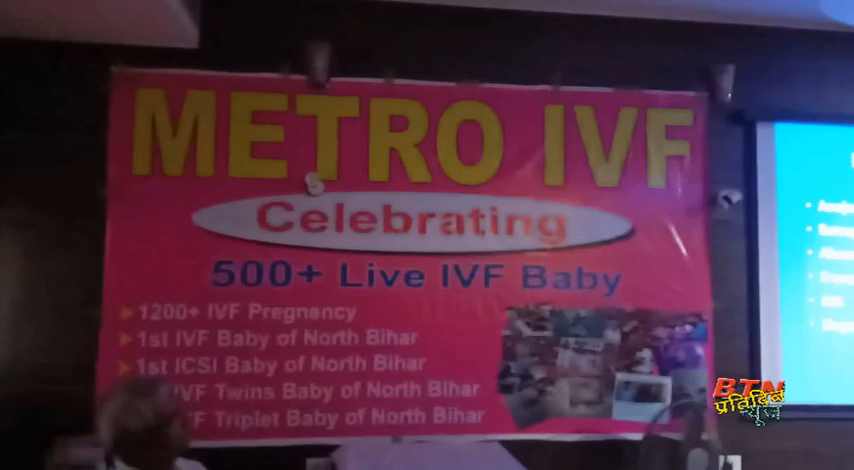 METRO IVF
Celebrating
500+ Live IVF Baby
1200+ IVF Pregnency
1st IVF Baby of North Bihar
1st ICSI Baby of North Bihar
IVF Twins Baby of North Bihar
Triplet Baby of North Bihar
BTN
प्रतिदिन
न्यूज